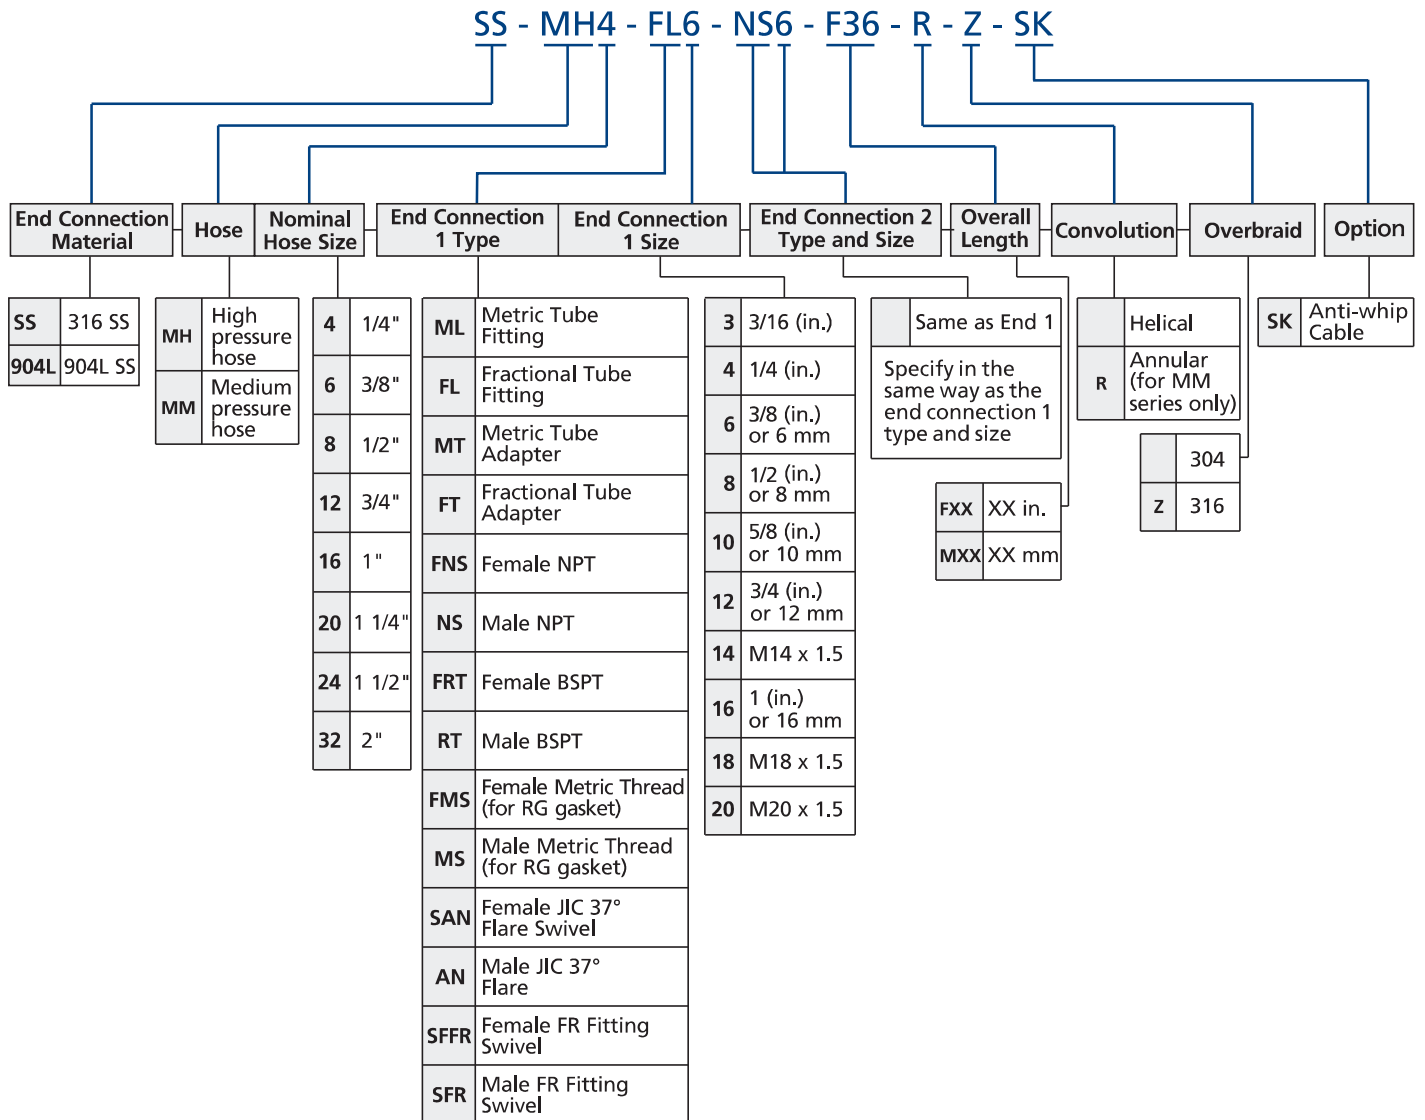 SS - MH4 - FL6 - NS6 - F36 - R - Z - SK
End Connection
Material
Hose
Nominal
Hose Size
End Connection
1 Type
End Connection
1 Size
End Connection 2
Type and Size
Overall
Length
Convolution
Overbraid
Option
SS 316 SS
904L 904L SS
MH High
pressure
hose
MM Medium
pressure
hose
4 1/4"
6 3/8"
8 1/2"
12 3/4"
16 1"
20 1 1/4"
24 1 1/2"
32 2"
ML Metric Tube
Fitting
FL Fractional Tube
Fitting
MT Metric Tube
Adapter
FT Fractional Tube
Adapter
FNS Female NPT
NS Male NPT
FRT Female BSPT
RT Male BSPT
FMS Female Metric Thread
(for RG gasket)
MS Male Metric Thread
(for RG gasket)
SAN Female JIC 37°
Flare Swivel
AN Male JIC 37°
Flare
SFFR Female FR Fitting
Swivel
SFR Male FR Fitting
Swivel
3 3/16 (in.)
4 1/4 (in.)
6 3/8 (in.)
or 6 mm
8 1/2 (in.)
or 8 mm
10 5/8 (in.)
or 10 mm
12 3/4 (in.)
or 12 mm
14 M14 x 1.5
16 1 (in.)
or 16 mm
18 M18 x 1.5
20 M20 x 1.5
Same as End 1
Specify in the
same way as the
end connection 1
type and size
FXX XX in.
MXX XX mm
Helical
R Annular
(for MM
series only)
304
Z 316
SK Anti-whip
Cable